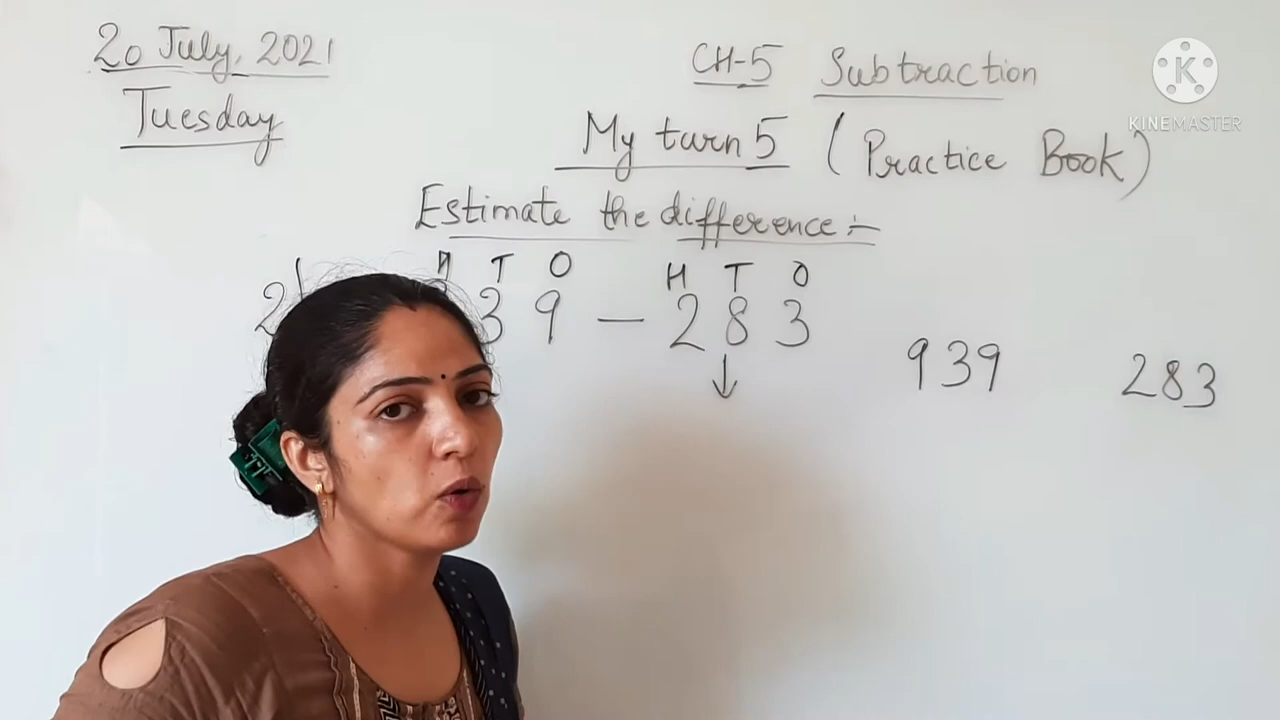 20 July, 2021
Tuesday
CH-5 Subtraction
My turn 5 (Practice Book)
Estimate the difference :-
H T O H T O
2 39 - 283
939 283
KINEMASTER